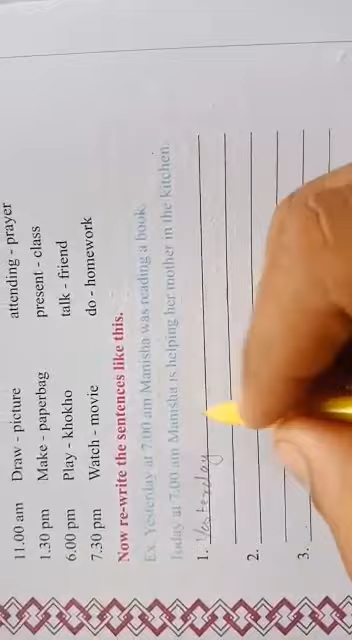 11.00 am Draw - picture attending - prayer
1.30 pm Make - paperbag present - class
6.00 pm Play - khokho talk - friend
7.30 pm Watch - movie do - homework
Now re-write the sentences like this.
Ex. Yesterday at 7.00 am Manisha was reading a book.
Today at 7.00 am Manisha is helping her mother in the kitchen.
1. Yesterday
2.
3.